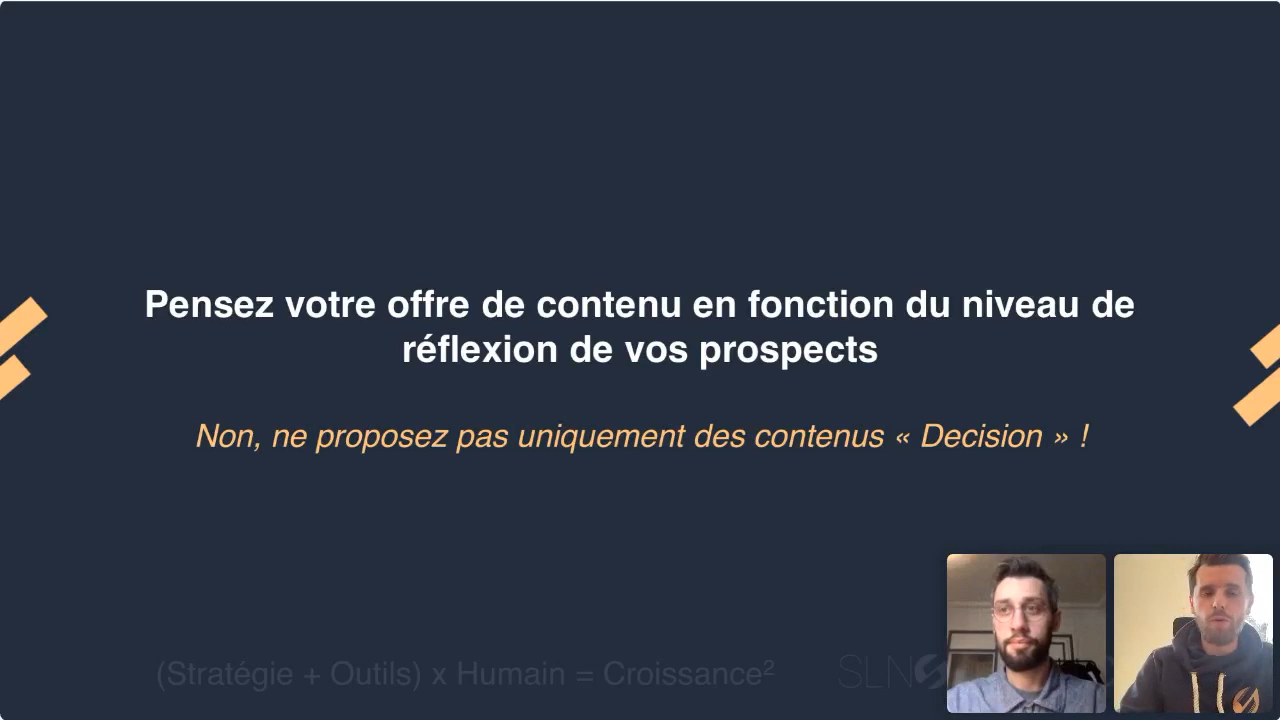 Pensez votre offre de contenu en fonction du niveau de
réflexion de vos prospects
Non, ne proposez pas uniquement des contenus « Decision » !
(Stratégie + Outils) x Humain = Croissance²
SLN